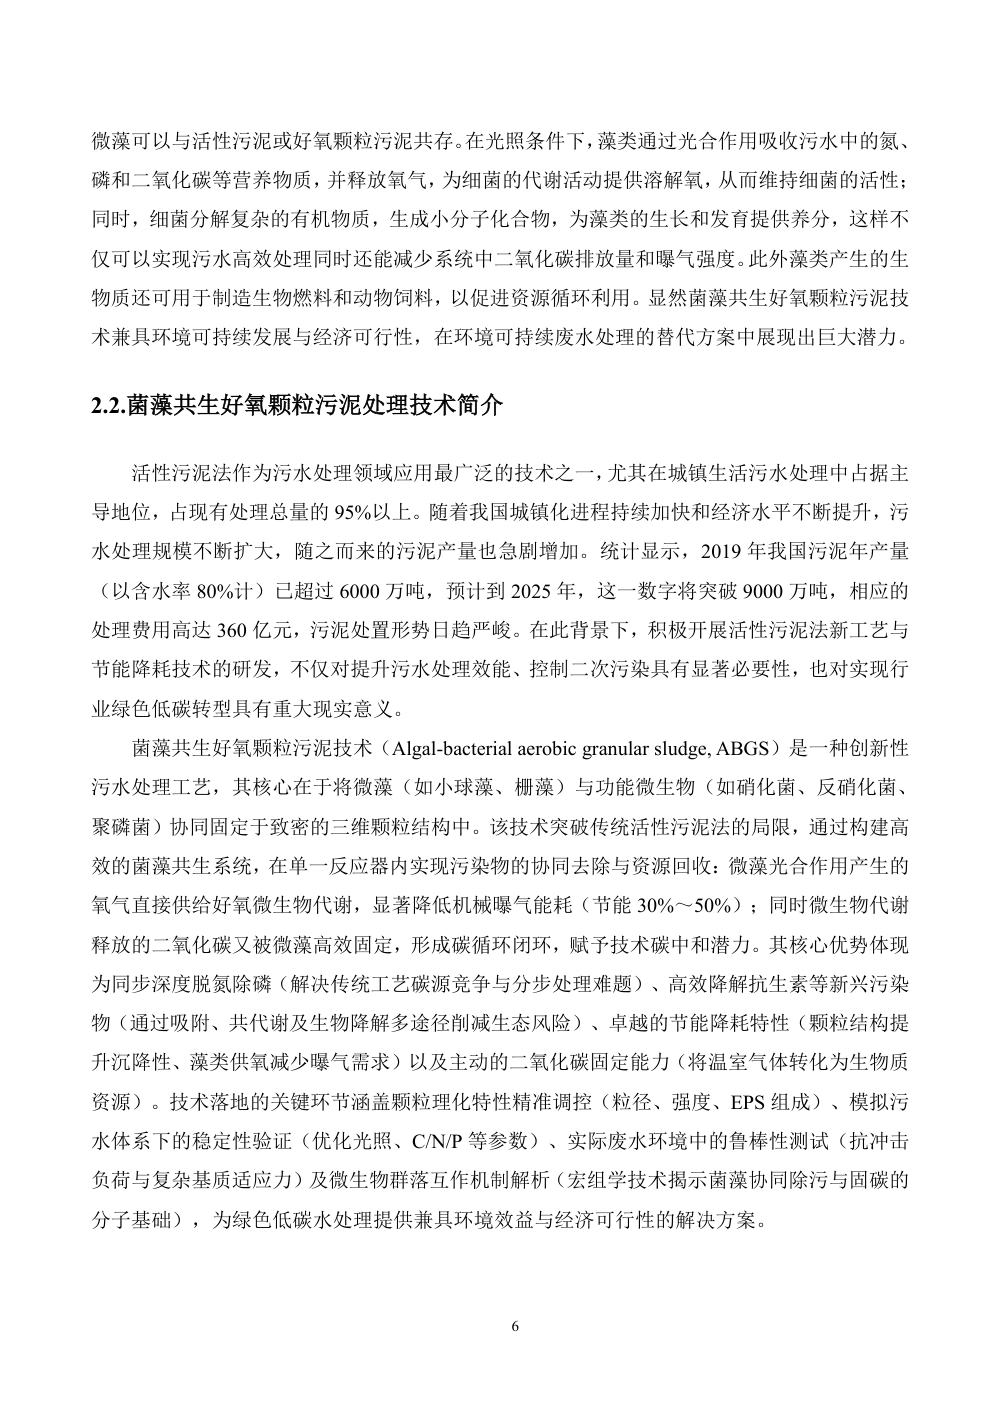 微藻可以与活性污泥或好氧颗粒污泥共存。在光照条件下，藻类通过光合作用吸收污水中的氮、
磷和二氧化碳等营养物质，并释放氧气，为细菌的代谢活动提供溶解氧，从而维持细菌的活性；
同时，细菌分解复杂的有机物质，生成小分子化合物，为藻类的生长和发育提供养分，这样不
仅可以实现污水高效处理同时还能减少系统中二氧化碳排放量和曝气强度。此外藻类产生的生
物质还可用于制造生物燃料和动物饲料，以促进资源循环利用。显然菌藻共生好氧颗粒污泥技
术兼具环境可持续发展与经济可行性，在环境可持续废水处理的替代方案中展现出巨大潜力。
2.2.菌藻共生好氧颗粒污泥处理技术简介
活性污泥法作为污水处理领域应用最广泛的技术之一，尤其在城镇生活污水处理中占据主
导地位，占现有处理总量的 95%以上。随着我国城镇化进程持续加快和经济水平不断提升，污
水处理规模不断扩大，随之而来的污泥产量也急剧增加。统计显示，2019 年我国污泥年产量
（以含水率 80%计）已超过 6000 万吨，预计到 2025 年，这一数字将突破 9000 万吨，相应的
处理费用高达 360 亿元，污泥处置形势日趋严峻。在此背景下，积极开展活性污泥法新工艺与
节能降耗技术的研发，不仅对提升污水处理效能、控制二次污染具有显著必要性，也对实现行
业绿色低碳转型具有重大现实意义。
菌藻共生好氧颗粒污泥技术（Algal-bacterial aerobic granular sludge, ABGS）是一种创新性
污水处理工艺，其核心在于将微藻（如小球藻、栅藻）与功能微生物（如硝化菌、反硝化菌、
聚磷菌）协同固定于致密的三维颗粒结构中。该技术突破传统活性污泥法的局限，通过构建高
效的菌藻共生系统，在单一反应器内实现污染物的协同去除与资源回收：微藻光合作用产生的
氧气直接供给好氧微生物代谢，显著降低机械曝气能耗（节能 30%～50%）；同时微生物代谢
释放的二氧化碳又被微藻高效固定，形成碳循环闭环，赋予技术碳中和潜力。其核心优势体现
为同步深度脱氮除磷（解决传统工艺碳源竞争与分步处理难题）、高效降解抗生素等新兴污染
物（通过吸附、共代谢及生物降解多途径削减生态风险）、卓越的节能降耗特性（颗粒结构提
升沉降性、藻类供氧减少曝气需求）以及主动的二氧化碳固定能力（将温室气体转化为生物质
资源）。技术落地的关键环节涵盖颗粒理化特性精准调控（粒径、强度、EPS 组成）、模拟污
水体系下的稳定性验证（优化光照、C/N/P 等参数）、实际废水环境中的鲁棒性测试（抗冲击
负荷与复杂基质适应力）及微生物群落互作机制解析（宏组学技术揭示菌藻协同除污与固碳的
分子基础），为绿色低碳水处理提供兼具环境效益与经济可行性的解决方案。
6